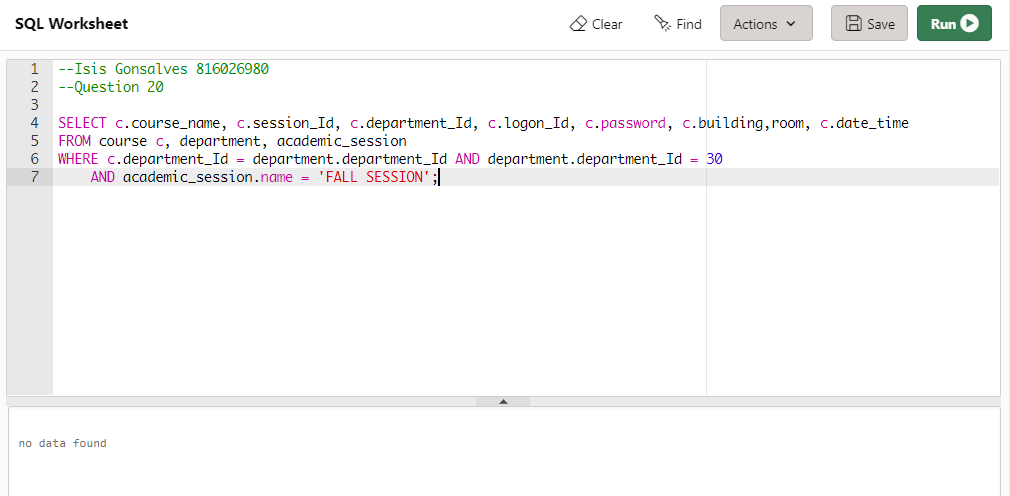 SQL Worksheet
Clear
Find
Actions
Save
Run
1 --Isis Gonsalves 816026980
2 --Question 20
3
4 SELECT c.course_name, c.session_Id, c.department_Id, c.logon_Id, c.password, c.building,room, c.date_time
5 FROM course c, department, academic_session
6 WHERE c.department_Id = department.department_Id AND department.department_Id = 30
7 AND academic_session.name = 'FALL SESSION';
no data found